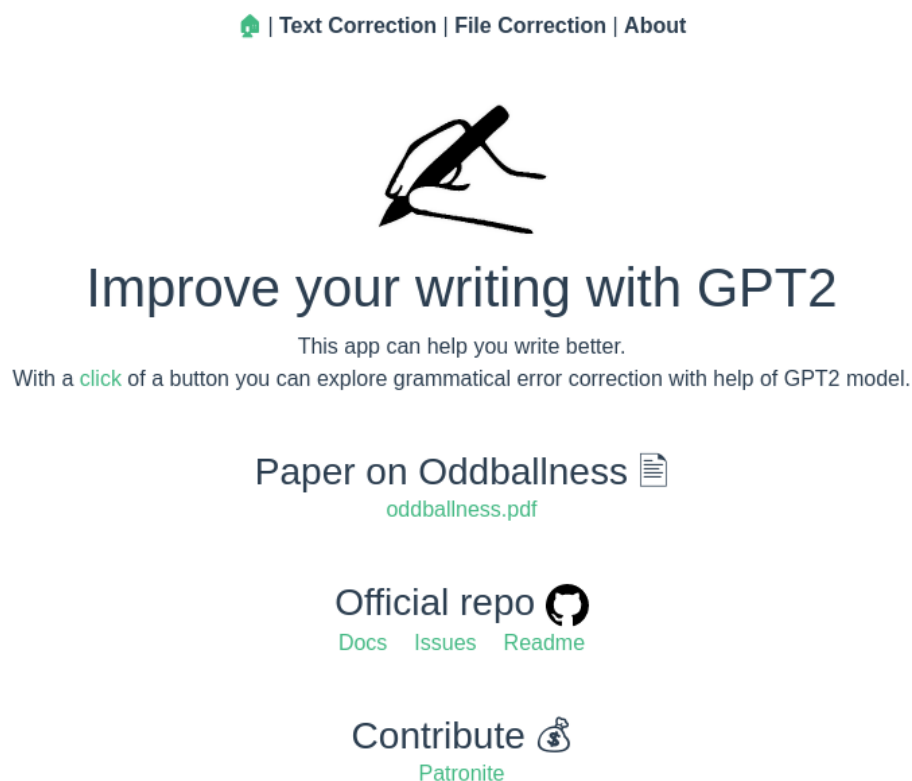 | Text Correction | File Correction | About
Improve your writing with GPT2
This app can help you write better.
With a click of a button you can explore grammatical error correction with help of GPT2 model.
Paper on Oddballness
oddballness.pdf
Official repo
Docs Issues Readme
Contribute
Patronite